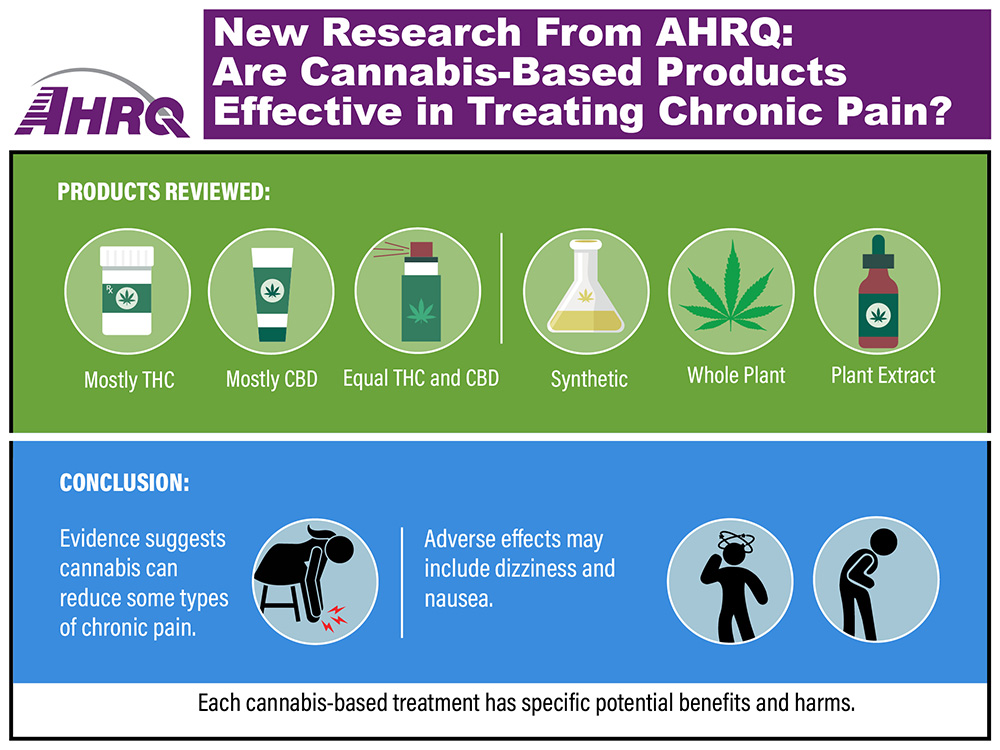 AHRQ
New Research From AHRQ:
Are Cannabis-Based Products
Effective in Treating Chronic Pain?
PRODUCTS REVIEWED:
Rx
Mostly THC
Mostly CBD
Equal THC and CBD
Synthetic
Whole Plant
Plant Extract
CONCLUSION:
Evidence suggests
cannabis can
reduce some types
of chronic pain.
Adverse effects may
include dizziness and
nausea.
Each cannabis-based treatment has specific potential benefits and harms.